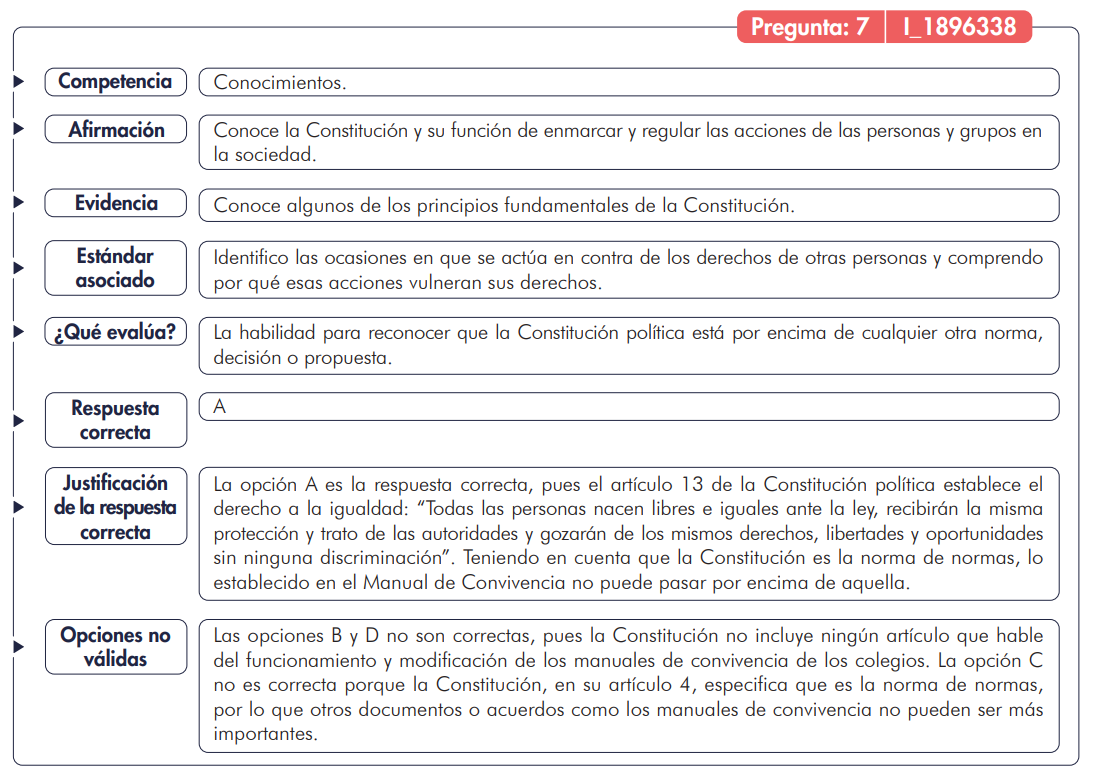 Pregunta: 7 I_1896338
Competencia
Conocimientos.
Afirmación
Conoce la Constitución y su función de enmarcar y regular las acciones de las personas y grupos en
la sociedad.
Evidencia
Conoce algunos de los principios fundamentales de la Constitución.
Estándar
asociado
Identifico las ocasiones en que se actúa en contra de los derechos de otras personas y comprendo
por qué esas acciones vulneran sus derechos.
¿Qué evalúa?
La habilidad para reconocer que la Constitución política está por encima de cualquier otra norma,
decisión o propuesta.
Respuesta
correcta
A
Justificación
de la respuesta
correcta
La opción A es la respuesta correcta, pues el artículo 13 de la Constitución política establece el
derecho a la igualdad: “Todas las personas nacen libres e iguales ante la ley, recibirán la misma
protección y trato de las autoridades y gozarán de los mismos derechos, libertades y oportunidades
sin ninguna discriminación”. Teniendo en cuenta que la Constitución es la norma de normas, lo
establecido en el Manual de Convivencia no puede pasar por encima de aquella.
Opciones no
válidas
Las opciones B y D no son correctas, pues la Constitución no incluye ningún artículo que hable
del funcionamiento y modificación de los manuales de convivencia de los colegios. La opción C
no es correcta porque la Constitución, en su artículo 4, especifica que es la norma de normas,
por lo que otros documentos o acuerdos como los manuales de convivencia no pueden ser más
importantes.